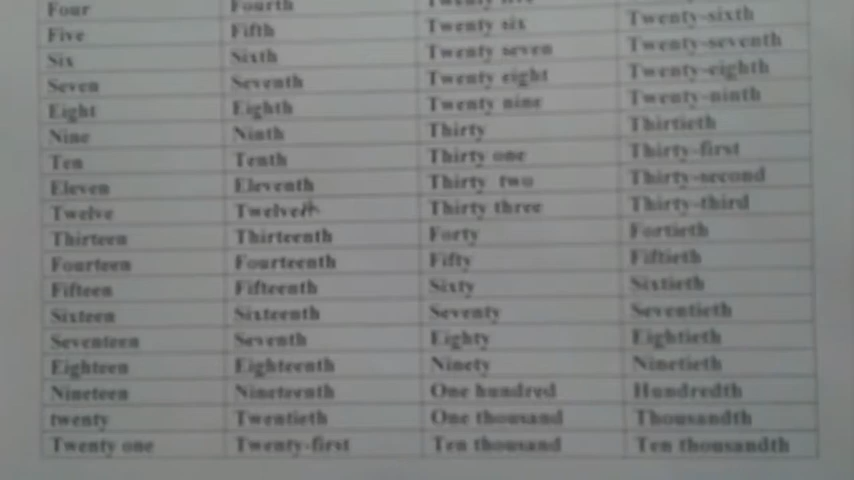 Four Fourth Twenty five
Five Fifth Twenty six Twenty-sixth
Six Sixth Twenty seven Twenty-seventh
Seven Seventh Twenty eight Twenty-eighth
Eight Eighth Twenty nine Twenty-ninth
Nine Ninth Thirty Thirtieth
Ten Tenth Thirty one Thirty-first
Eleven Eleventh Thirty two Thirty-second
Twelve Thirty three Thirty-third
Thirteen Thirteenth Forty Fortieth
Fourteen Fourteenth Fifty Fiftieth
Fifteen Fifteenth Sixty Sixtieth
Sixteen Sixteenth Seventy Seventieth
Seventeen Seventh Eighty Eightieth
Eighteen Eighteenth Ninety Ninetieth
Nineteen Nineteenth One hundred Hundredth
twenty Twentieth One thousand Thousandth
Twenty one Twenty-first Ten thousand Ten thousandth